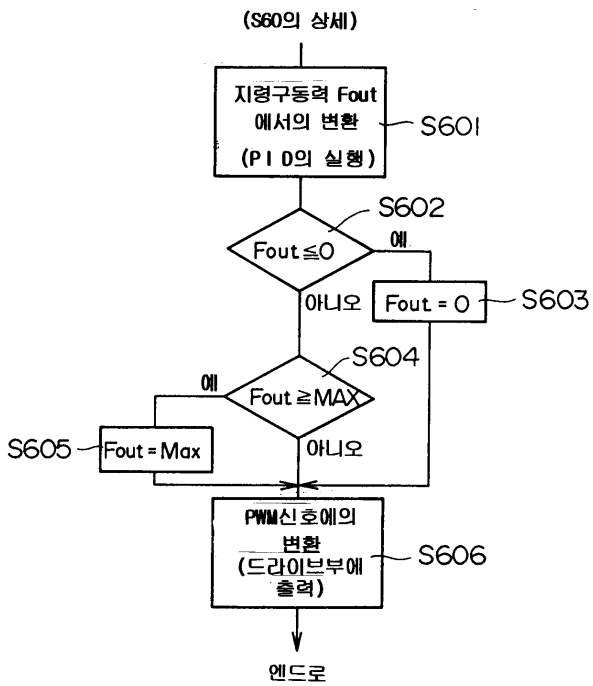 (S60의 상세)
지령구동력 Fout
에서의 변환
(PID의 실행)
S601
S602
Fout≦0
예
아니오
Fout = 0
S603
S604
예
Fout≧MAX
S605
Fout = Max
아니오
PWM신호에의
변환
(드라이브부에
출력)
S606
엔드로